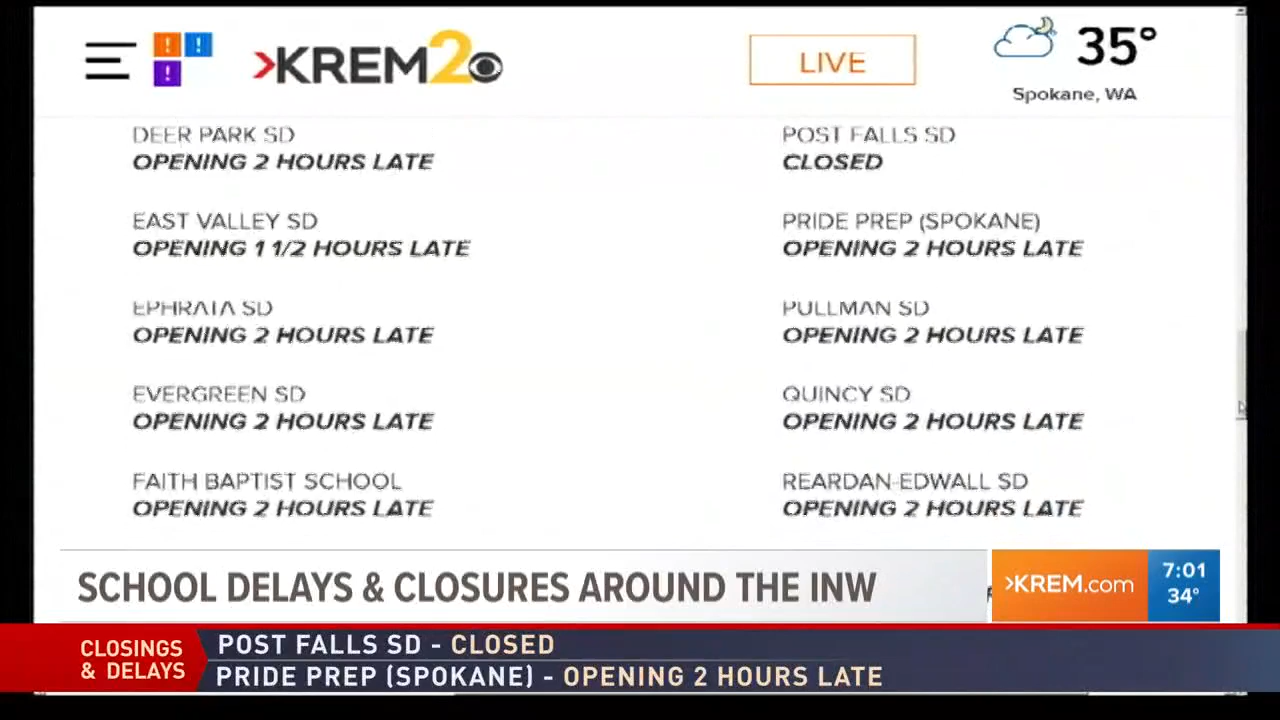 ! !
!
KREM2
LIVE
35°
Spokane, WA
DEER PARK SD
OPENING 2 HOURS LATE
EAST VALLEY SD
OPENING 1 1/2 HOURS LATE
EPHRATA SD
OPENING 2 HOURS LATE
EVERGREEN SD
OPENING 2 HOURS LATE
FAITH BAPTIST SCHOOL
OPENING 2 HOURS LATE
POST FALLS SD
CLOSED
PRIDE PREP (SPOKANE)
OPENING 2 HOURS LATE
PULLMAN SD
OPENING 2 HOURS LATE
QUINCY SD
OPENING 2 HOURS LATE
REARDAN-EDWALL SD
OPENING 2 HOURS LATE
SCHOOL DELAYS & CLOSURES AROUND THE INW
KREM.com
7:01
34°
CLOSINGS
& DELAYS
POST FALLS SD - CLOSED
PRIDE PREP (SPOKANE) - OPENING 2 HOURS LATE